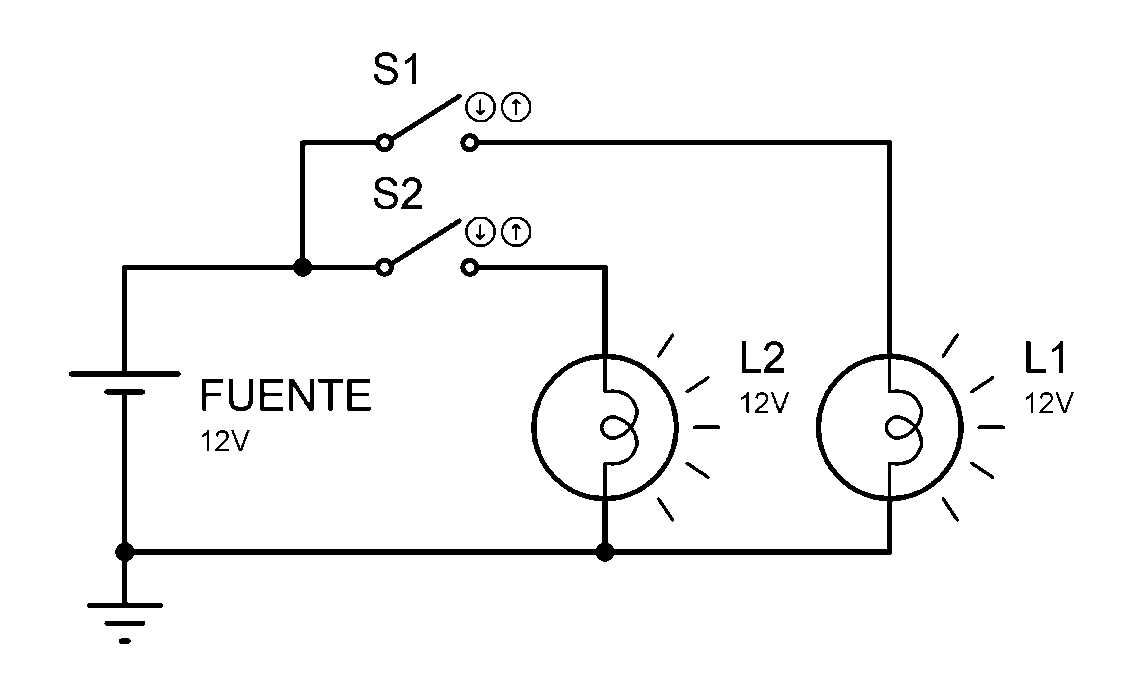 S1
↓ ↑
S2
↓ ↑
FUENTE
12V
L2
12V
L1
12V